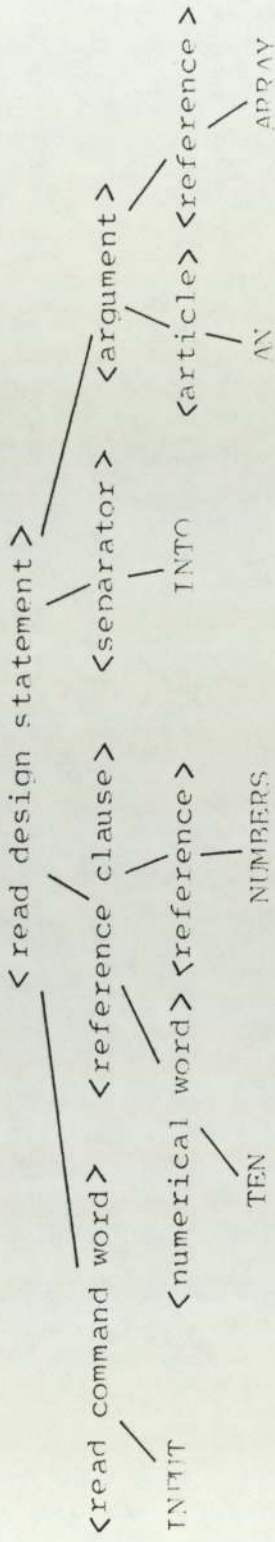 <read design statement>
<read command word> <reference clause> <separator> <argument>
<numerical word> <reference> <article> <reference>
INPUT TEN NUMBERS INTO AN ARRAY